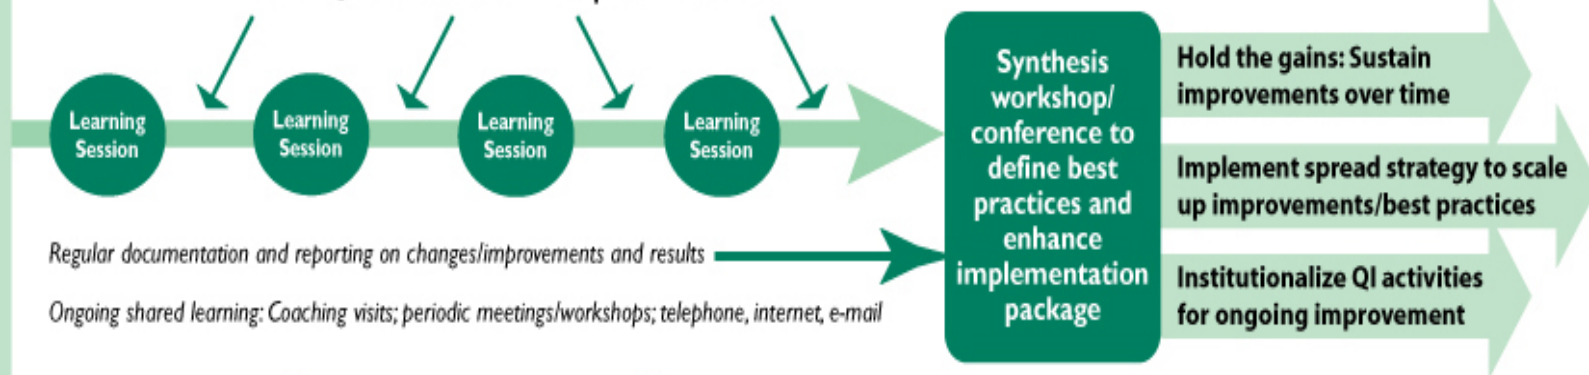 Learning
Session
Learning
Session
Learning
Session
Learning
Session
Regular documentation and reporting on changes/improvements and results
Ongoing shared learning: Coaching visits; periodic meetings/workshops; telephone, internet, e-mail
Synthesis
workshop/
conference to
define best
practices and
enhance
implementation
package
Hold the gains: Sustain
improvements over time
Implement spread strategy to scale
up improvements/best practices
Institutionalize QI activities
for ongoing improvement